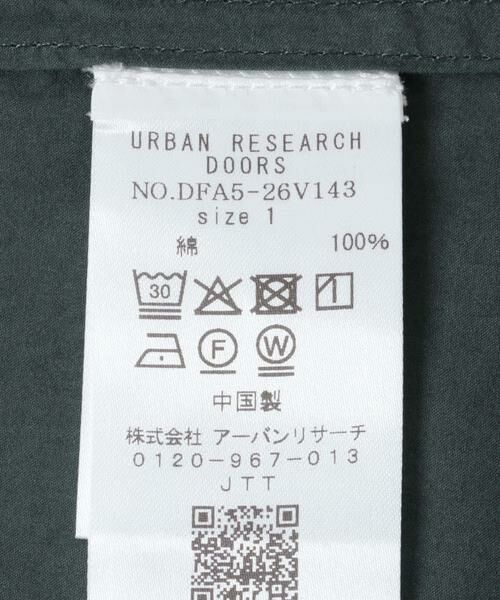 URBAN RESEARCH
DOORS
NO.DFA5-26V143
size 1
綿 100%
30
F W
中国製
株式会社 アーバンリサーチ
0120-967-013
JTT